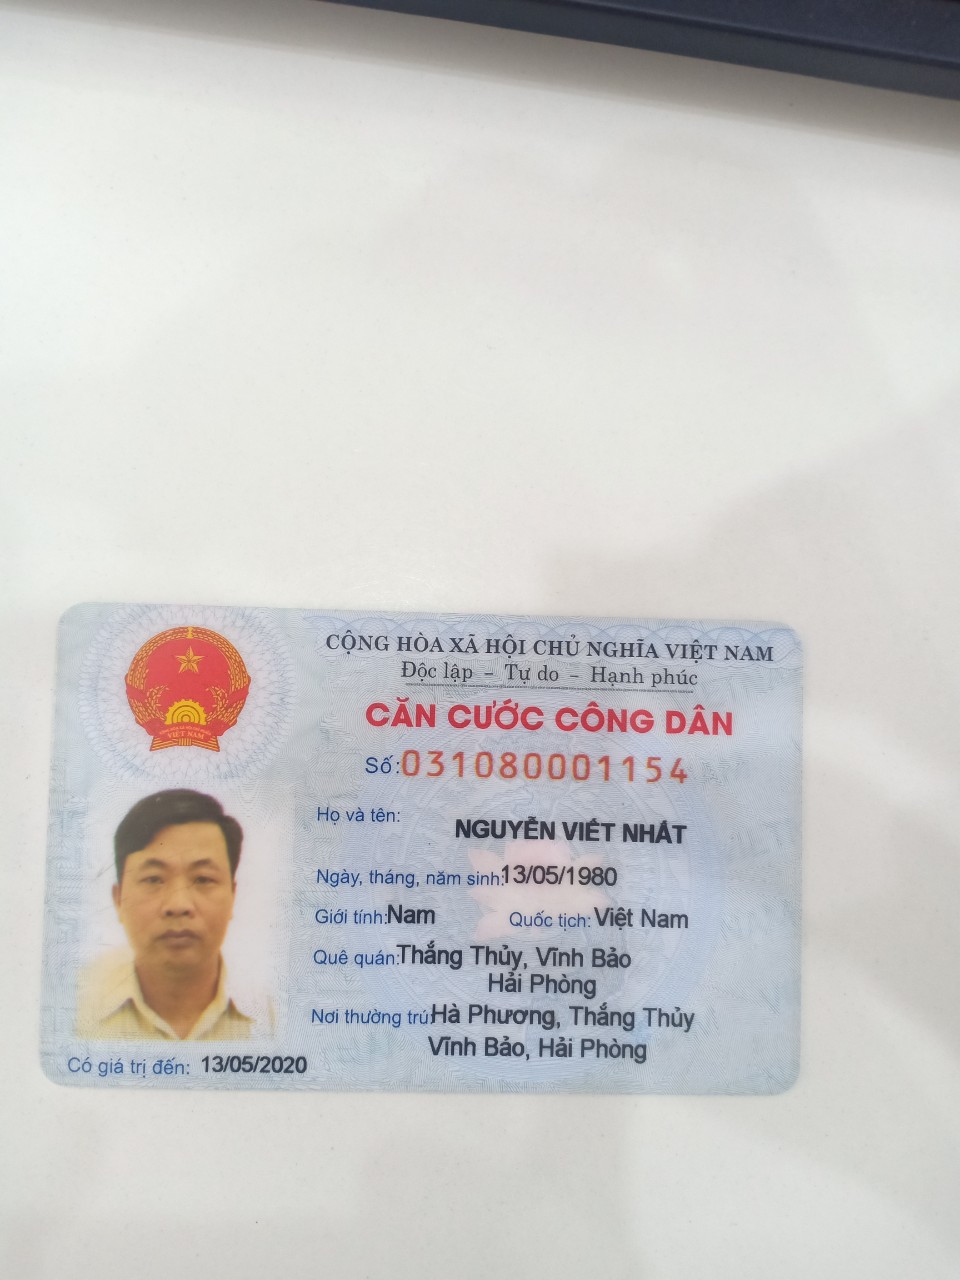 CỘNG HÒA XÃ HỘI CHỦ NGHĨA VIỆT NAM
Độc lập – Tự do – Hạnh phúc
CĂN CƯỚC CÔNG DÂN
Số: 031080001154
Họ và tên:
NGUYỄN VIẾT NHẤT
Ngày, tháng, năm sinh: 13/05/1980
Giới tính: Nam Quốc tịch: Việt Nam
Quê quán: Thắng Thủy, Vĩnh Bảo
Hải Phòng
Nơi thường trú: Hà Phương, Thắng Thủy
Vĩnh Bảo, Hải Phòng
Có giá trị đến: 13/05/2020
VIỆT NAM